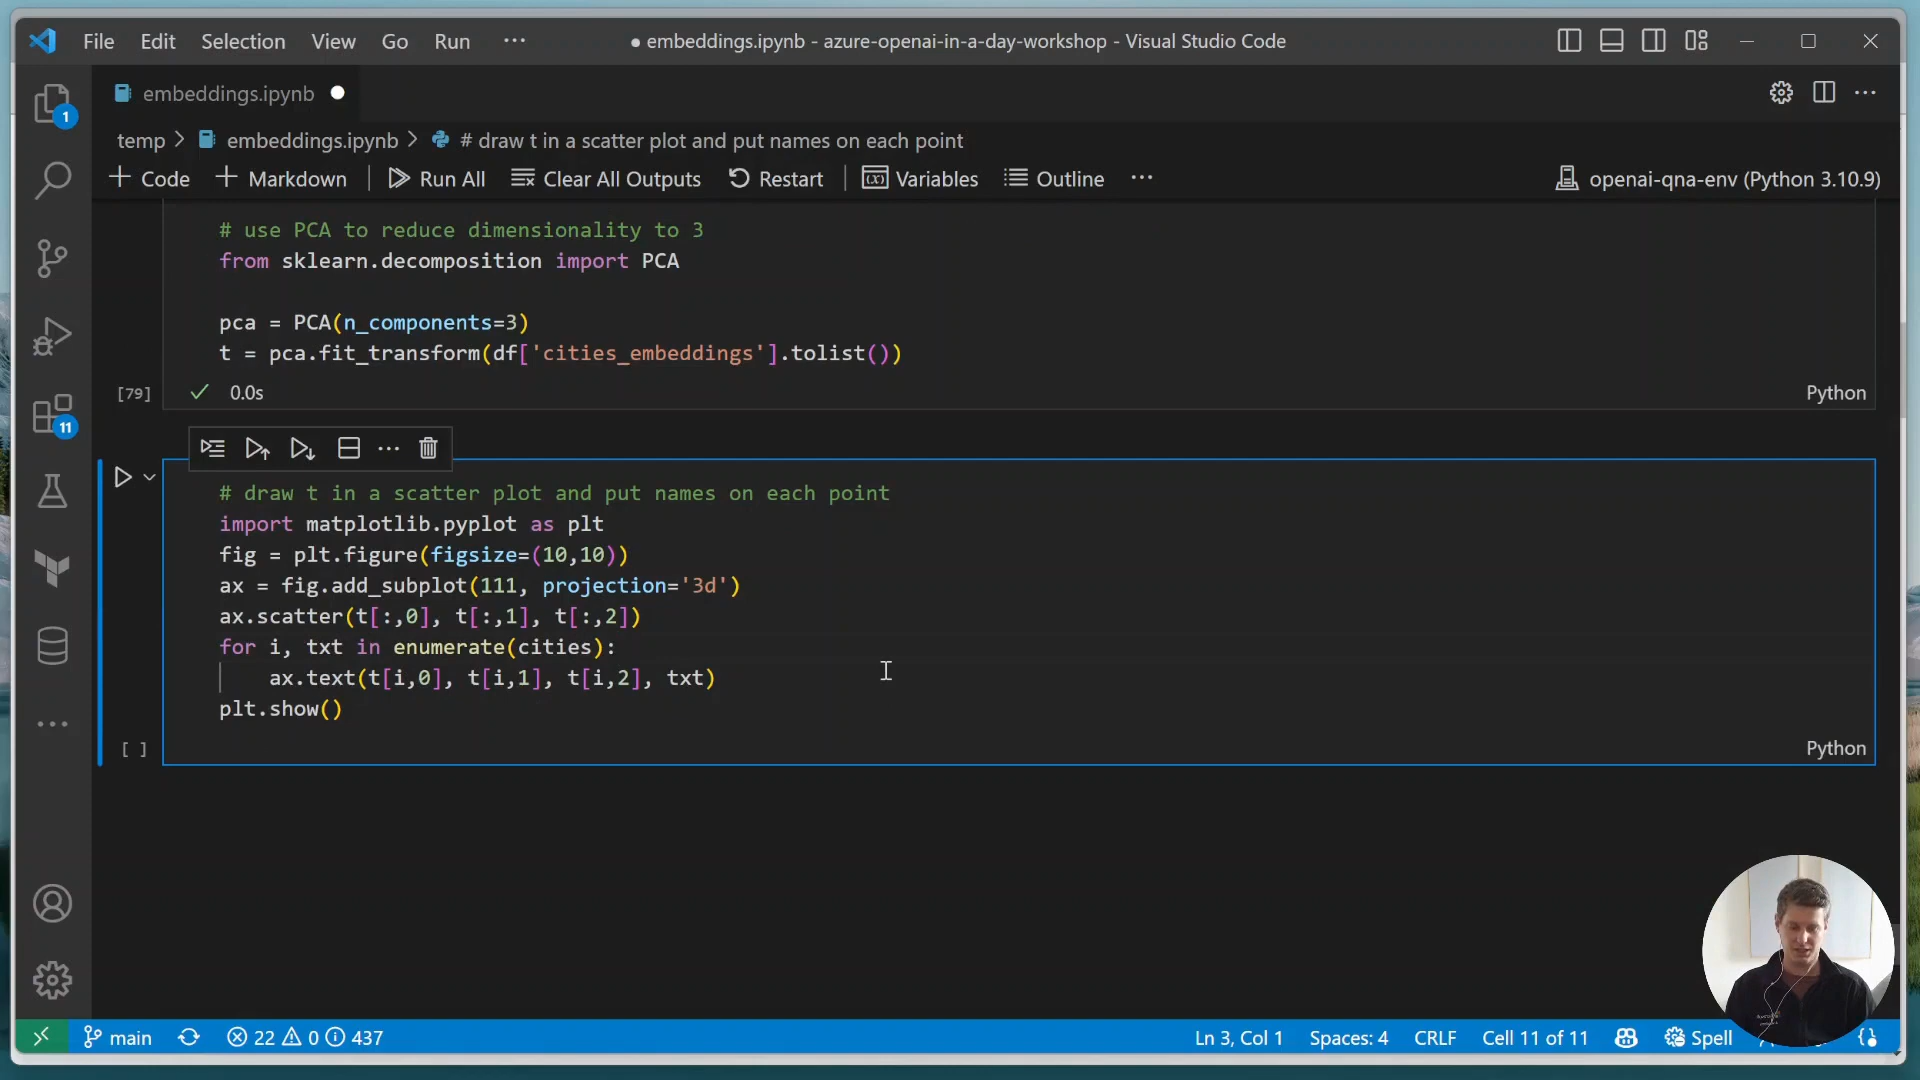 File Edit Selection View Go Run ···
● embeddings.ipynb - azure-openai-in-a-day-workshop - Visual Studio Code
embeddings.ipynb
temp > embeddings.ipynb > # draw t in a scatter plot and put names on each point
+ Code + Markdown | Run All Clear All Outputs Restart | Variables Outline ···
openai-qna-env (Python 3.10.9)
# use PCA to reduce dimensionality to 3
from sklearn.decomposition import PCA
pca = PCA(n_components=3)
t = pca.fit_transform(df['cities_embeddings'].tolist())
[79] ✓ 0.0s Python
# draw t in a scatter plot and put names on each point
import matplotlib.pyplot as plt
fig = plt.figure(figsize=(10,10))
ax = fig.add_subplot(111, projection='3d')
ax.scatter(t[:,0], t[:,1], t[:,2])
for i, txt in enumerate(cities):
    ax.text(t[i,0], t[i,1], t[i,2], txt)
plt.show()
[ ] Python
1
11
main 22 0 437
Ln 3, Col 1 Spaces: 4 CRLF Cell 11 of 11 Spell